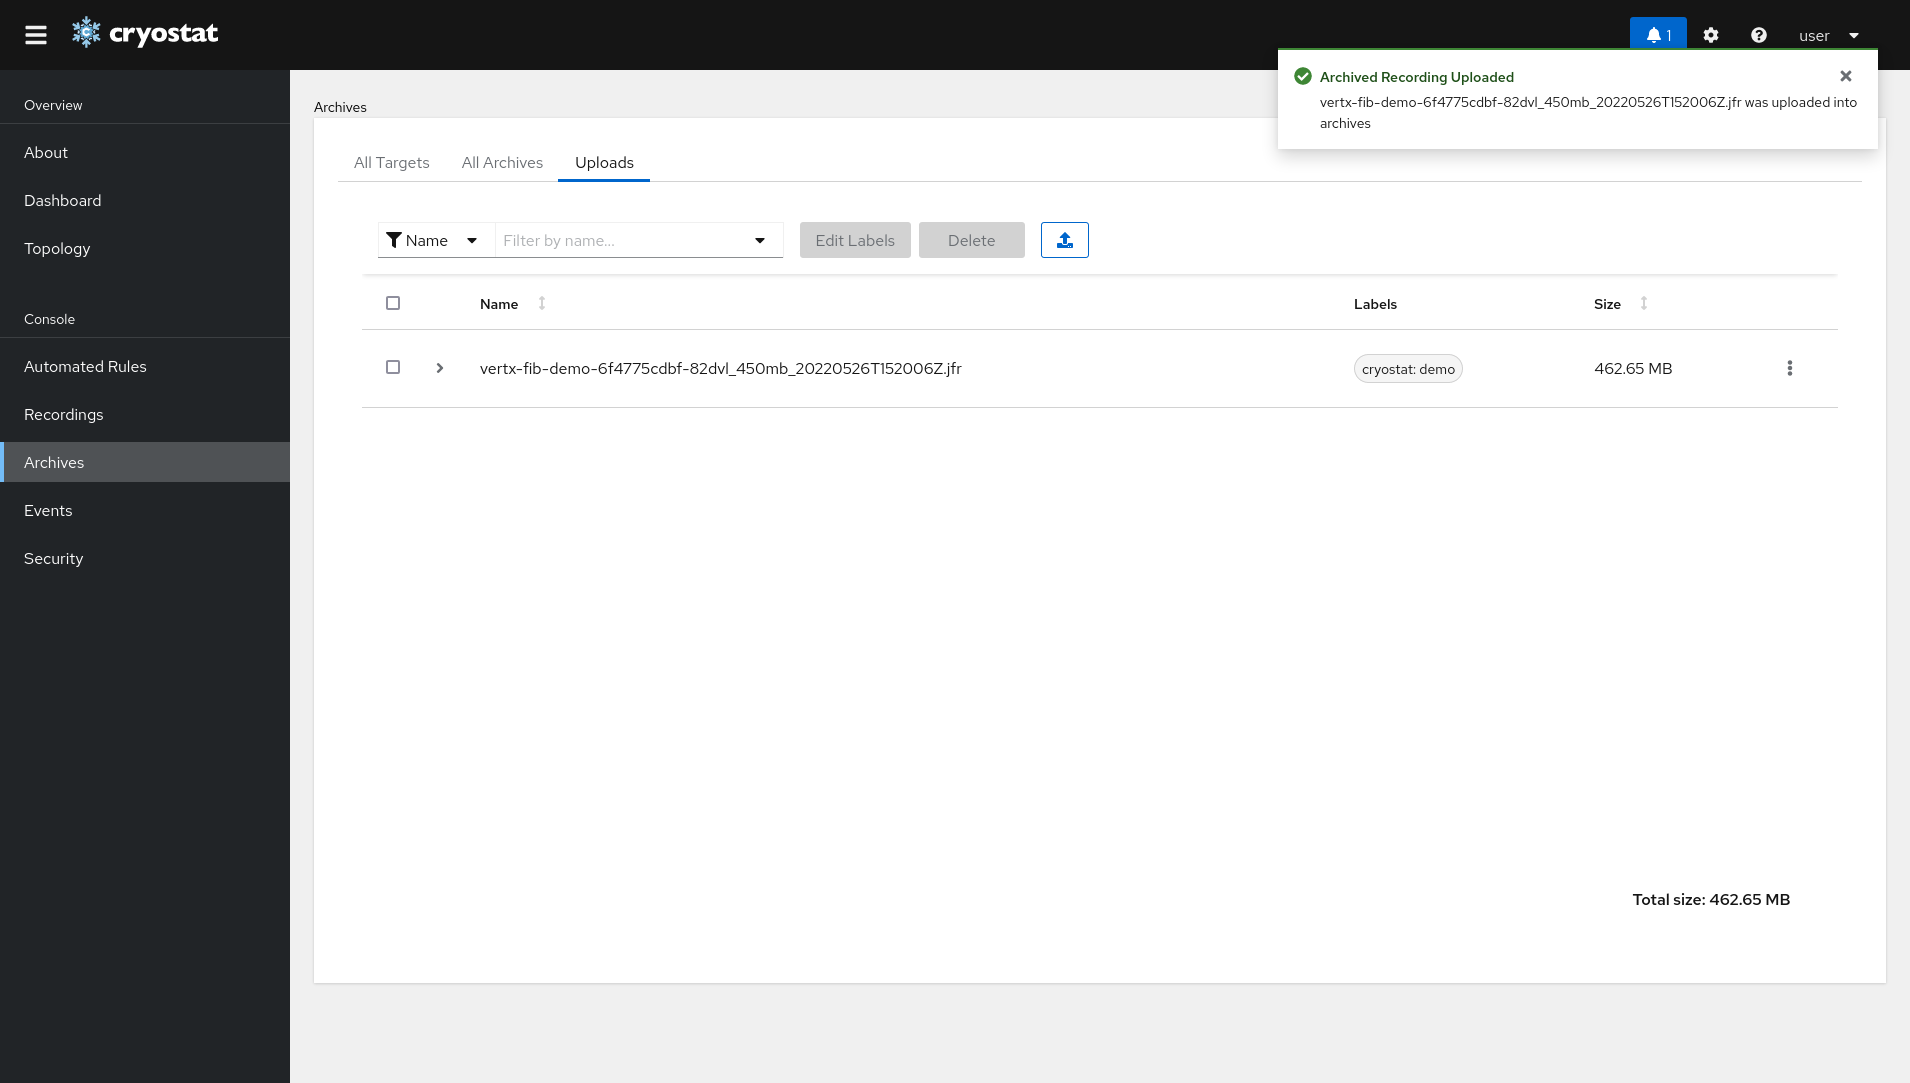 cryostat
1
user
Archived Recording Uploaded
vertx-fib-demo-6f4775cdbf-82dvl_450mb_20220526T152006Z.jfr was uploaded into
archives
Overview
About
Dashboard
Topology
Console
Automated Rules
Recordings
Archives
Events
Security
Archives
All Targets All Archives Uploads
Name Filter by name... Edit Labels Delete
Name Labels Size
vertx-fib-demo-6f4775cdbf-82dvl_450mb_20220526T152006Z.jfr cryostat: demo 462.65 MB
Total size: 462.65 MB